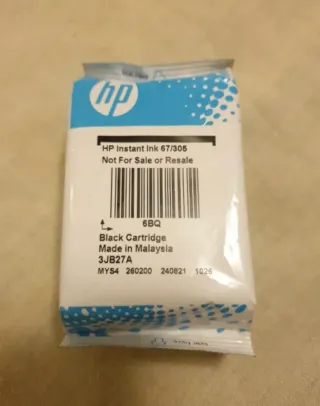 hp
HP Instant Ink 67/305
Not For Sale or Resale
6BQ
Black Cartridge
Made in Malaysia
3JB27A
MYS4 260200 240821 1026